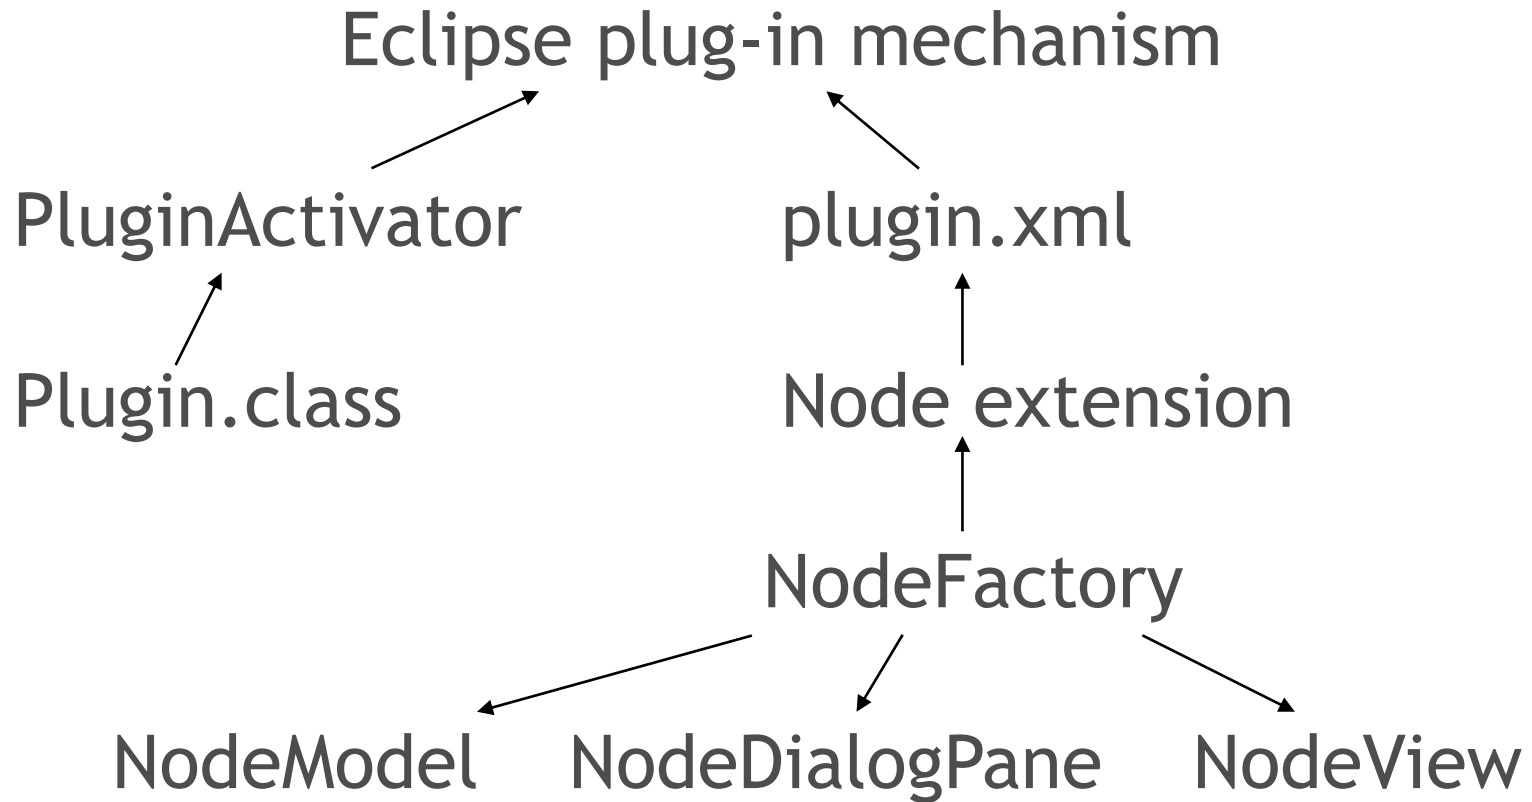 Eclipse plug-in mechanism
PluginActivator
plugin.xml
Plugin.class
Node extension
NodeFactory
NodeModel
NodeDialogPane
NodeView